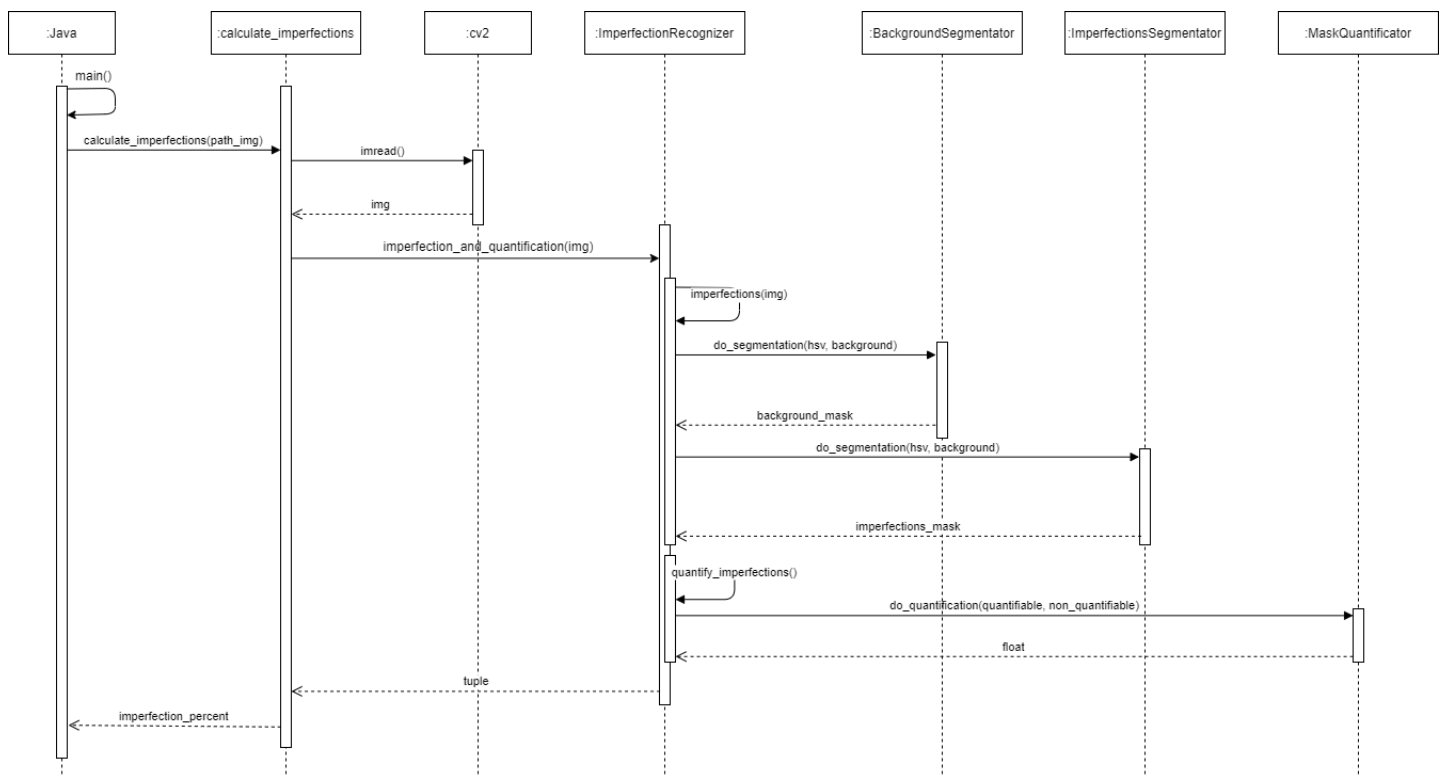 :Java
:calculate_imperfections
:cv2
:ImperfectionRecognizer
:BackgroundSegmentator
:ImperfectionsSegmentator
:MaskQuantificator
main()
calculate_imperfections(path_img)
imread()
img
imperfection_and_quantification(img)
imperfections(img)
do_segmentation(hsv, background)
background_mask
do_segmentation(hsv, background)
imperfections_mask
quantify_imperfections()
do_quantification(quantifiable, non_quantifiable)
float
tuple
imperfection_percent